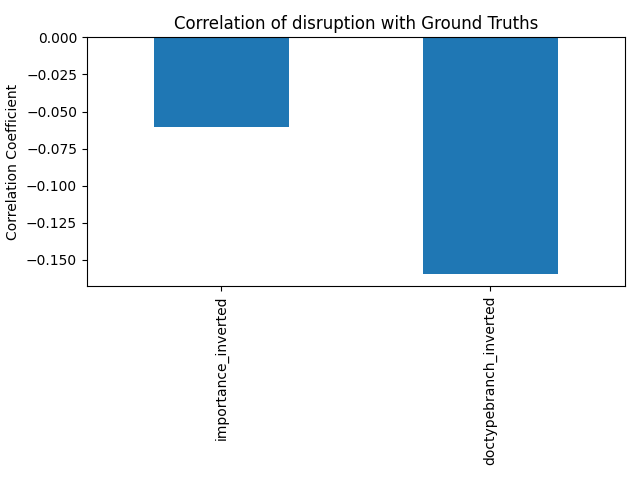 Correlation of disruption with Ground Truths
0.000
−0.025
−0.050
−0.075
−0.100
−0.125
−0.150
Correlation Coefficient
importance_inverted
doctypebranch_inverted